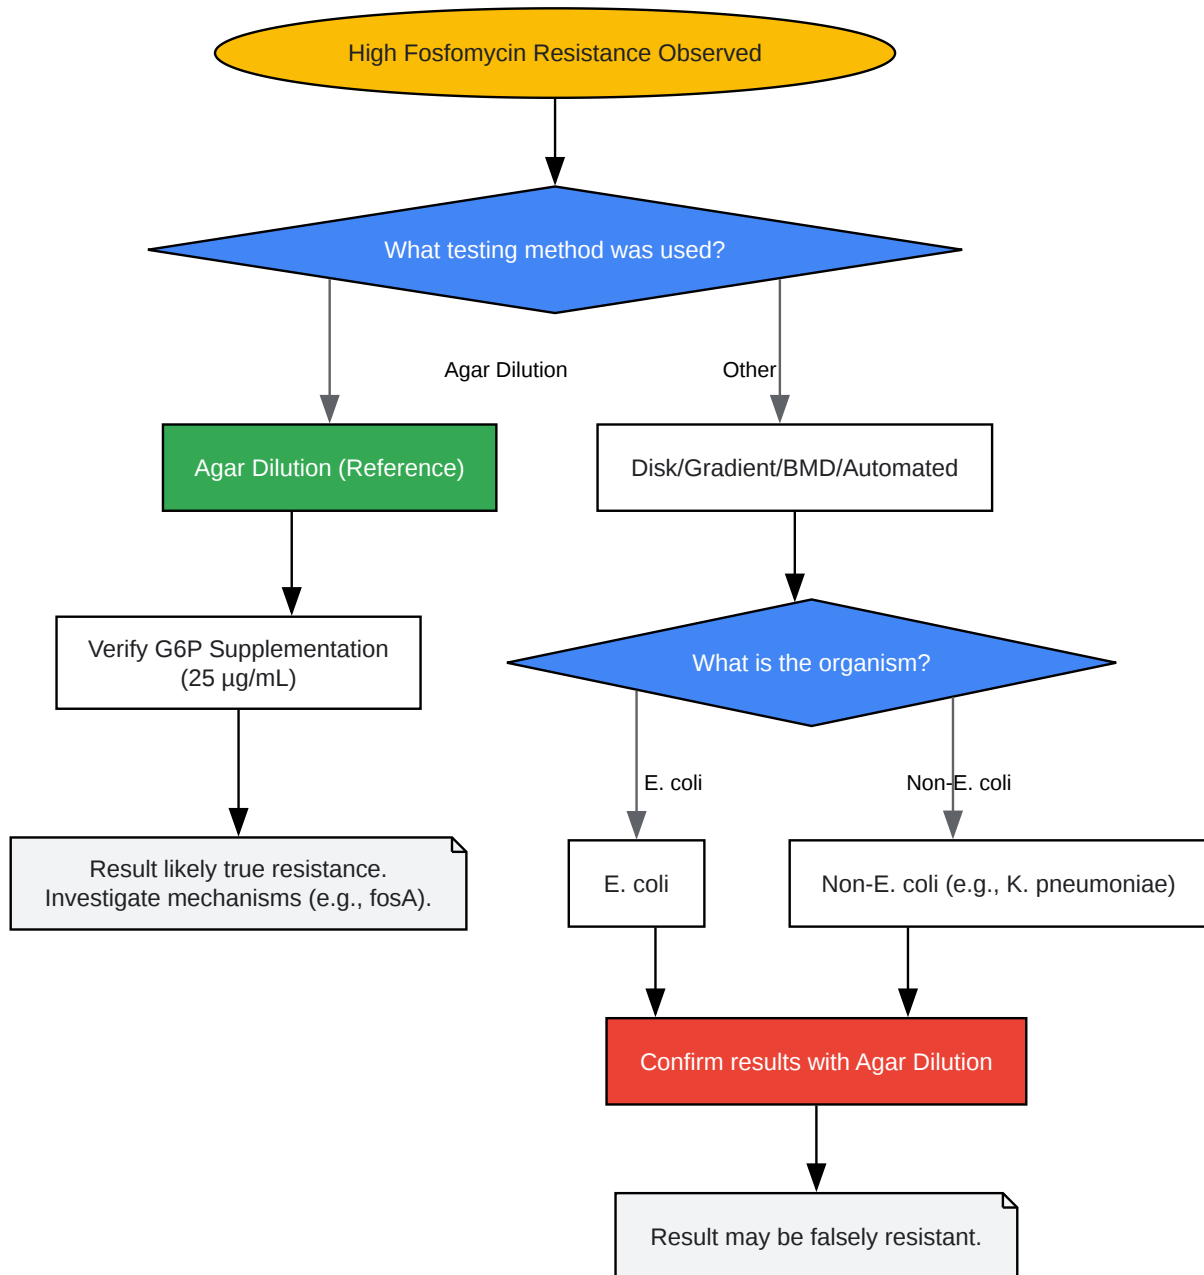 High Fosfomycin Resistance Observed
What testing method was used?
Agar Dilution
Other
Agar Dilution (Reference)
Disk/Gradient/BMD/Automated
Verify G6P Supplementation
(25 µg/mL)
What is the organism?
E. coli
Non-E. coli
Result likely true resistance.
Investigate mechanisms (e.g., fosA).
E. coli
Non-E. coli (e.g., K. pneumoniae)
Confirm results with Agar Dilution
Result may be falsely resistant.